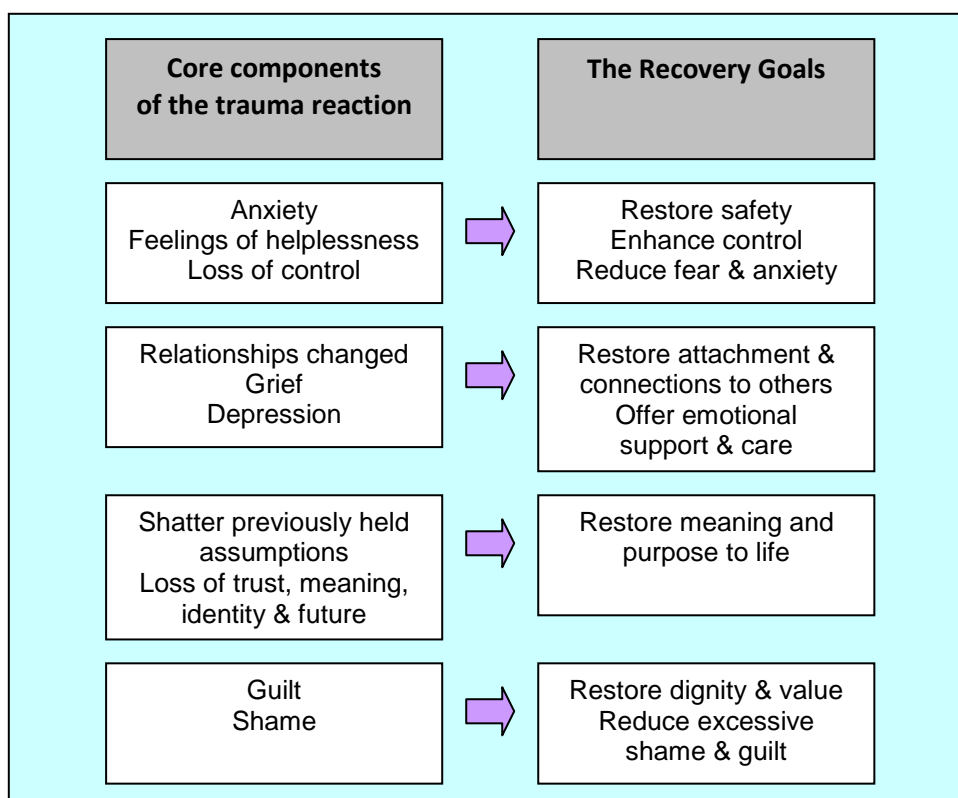 Core components
of the trauma reaction
The Recovery Goals
Anxiety
Feelings of helplessness
Loss of control
Restore safety
Enhance control
Reduce fear & anxiety
Relationships changed
Grief
Depression
Restore attachment &
connections to others
Offer emotional
support & care
Shatter previously held
assumptions
Loss of trust, meaning,
identity & future
Restore meaning and
purpose to life
Guilt
Shame
Restore dignity & value
Reduce excessive
shame & guilt